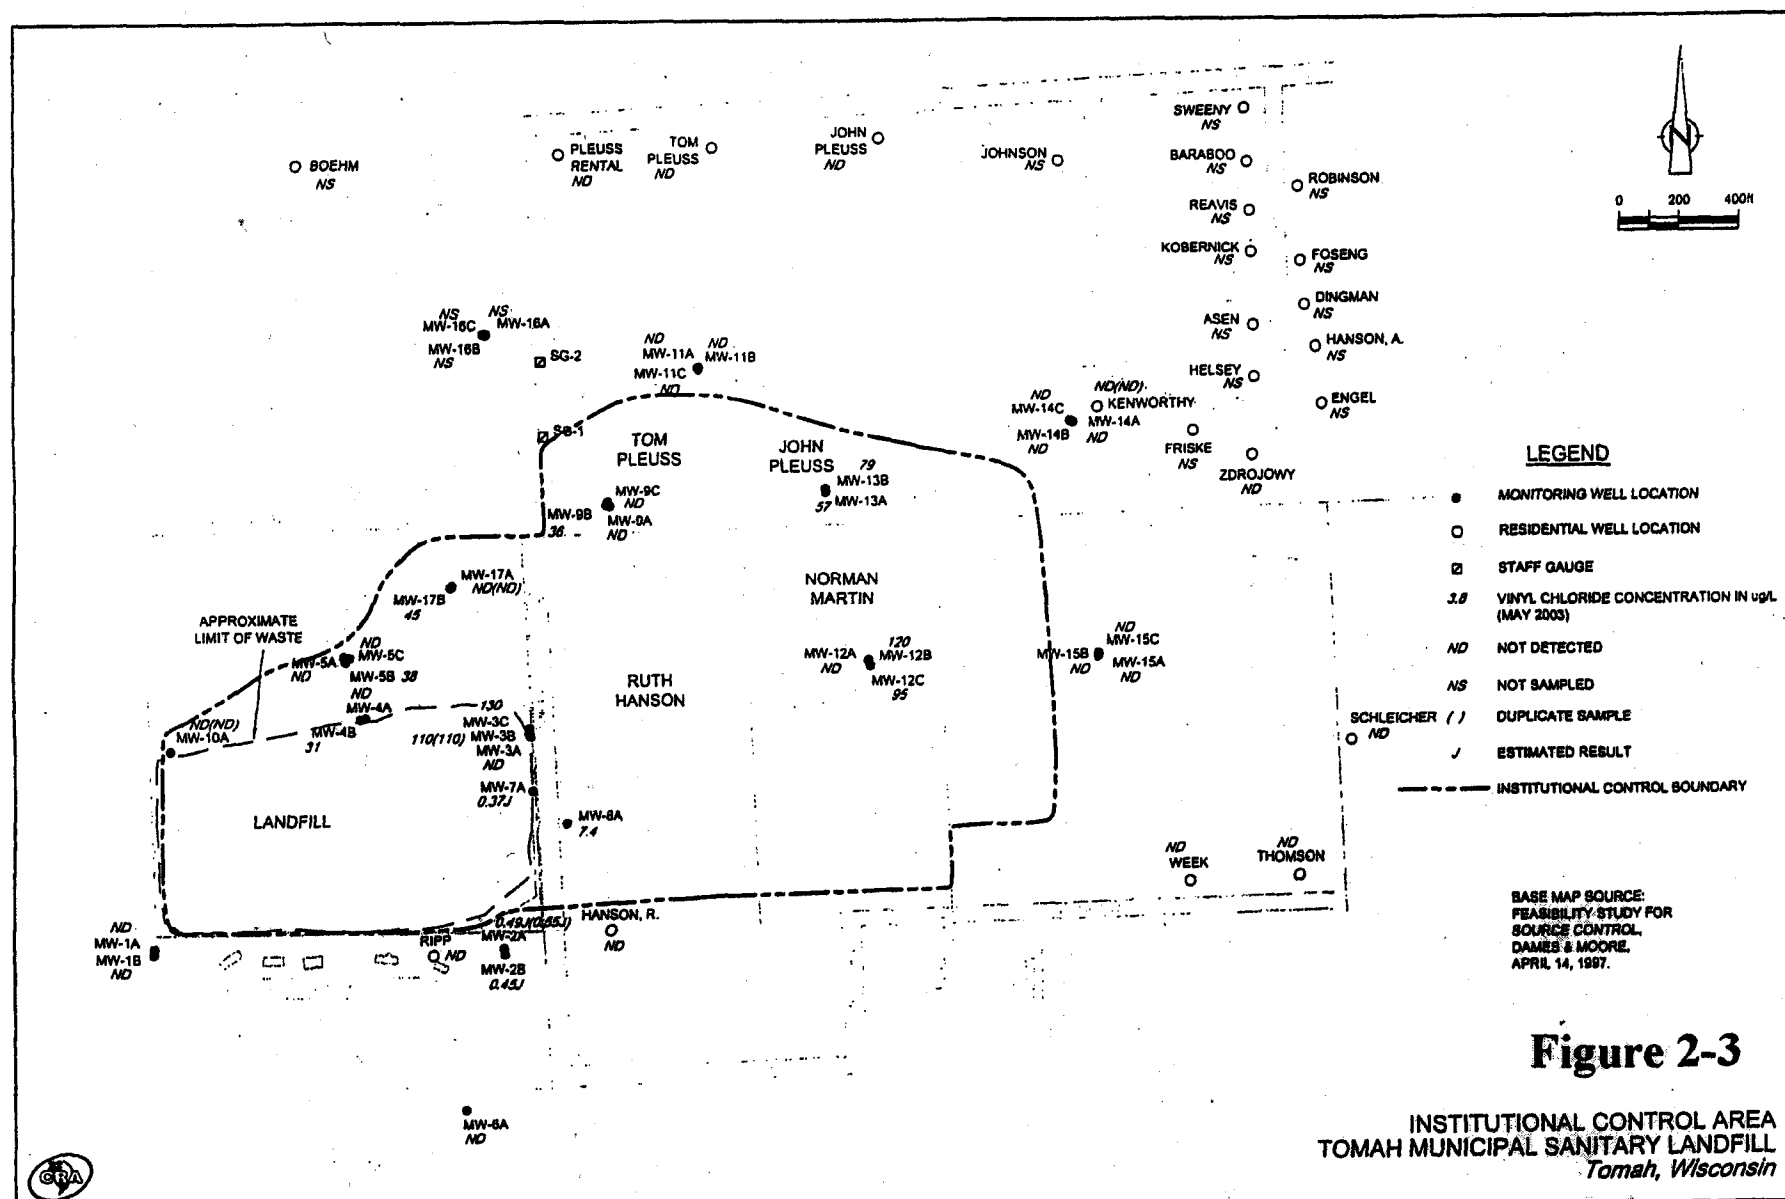 SWEENY
NS
BOEHM
NS
PLEUSS
RENTAL
ND
TOM
PLEUSS
ND
JOHN
PLEUSS
ND
JOHNSON
NS
BARABOO
NS
ROBINSON
NS
REAVIS
NS
KOBERNICK
NS
FOSENG
NS
DINGMAN
NS
ASEN
NS
HANSON, A.
NS
HELSEY
NS
ENGEL
NS
N
0 200 400ft
NS NS
MW-16C MW-16A
MW-16B
NS
SG-2
SG-1
ND ND
MW-11A MW-11B
MW-11C
ND
ND ND(ND)
MW-14C KENWORTHY
MW-14A
MW-14B ND
ND
FRISKE
NS
ZDROJOWY
ND
TOM
PLEUSS
JOHN
PLEUSS
79
MW-13B
57 MW-13A
MW-9C
ND
MW-9B MW-9A
36 ND
MW-17A
ND(ND)
MW-17B
45
NORMAN
MARTIN
APPROXIMATE
LIMIT OF WASTE
ND
MW-5A MW-5C
ND
MW-5B 38
ND
MW-4A
MW-4B
31
130
MW-3C
110(110) MW-3B
MW-3A
ND
MW-7A
0.37J
MW-8A
7.4
ND(ND)
MW-10A
RUTH
HANSON
120
MW-12A MW-12B
ND
MW-12C
95
ND
MW-15C
MW-15B
ND MW-15A
ND
LANDFILL
SCHLEICHER
ND
ND
WEEK
ND
THOMSON
0.49J(0.55J)
HANSON, R.
ND
ND
MW-1A
MW-1B
ND
RIPP
ND
MW-2A
MW-2B
0.45J
MW-6A
ND
LEGEND
MONITORING WELL LOCATION
RESIDENTIAL WELL LOCATION
STAFF GAUGE
3.8 VINYL CHLORIDE CONCENTRATION IN ug/L
(MAY 2003)
ND NOT DETECTED
NS NOT SAMPLED
( ) DUPLICATE SAMPLE
J ESTIMATED RESULT
INSTITUTIONAL CONTROL BOUNDARY
BASE MAP SOURCE:
FEASIBILITY STUDY FOR
SOURCE CONTROL,
DAMES & MOORE,
APRIL 14, 1997.
Figure 2-3
INSTITUTIONAL CONTROL AREA
TOMAH MUNICIPAL SANITARY LANDFILL
Tomah, Wisconsin
CRA